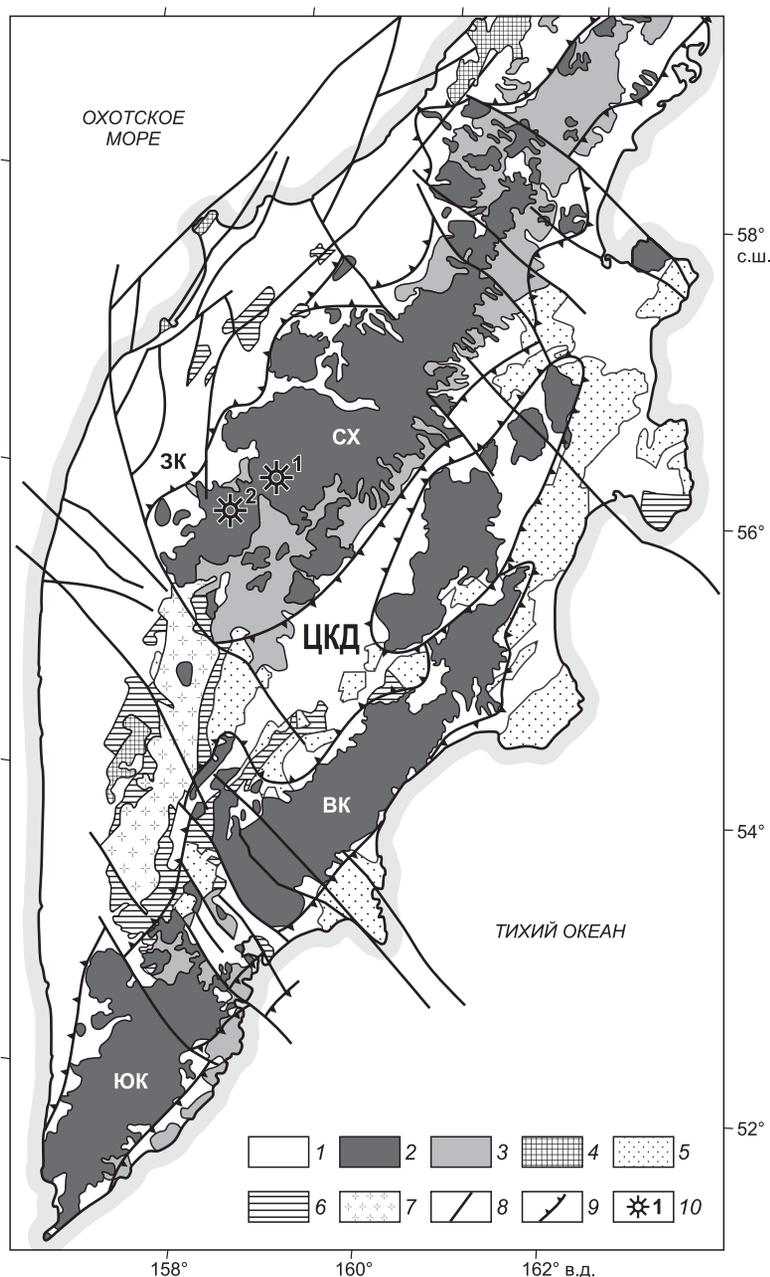 ОХОТСКОЕ
МОРЕ
58°
с.ш.
СХ
ЗК
1
2
56°
ЦКД
ВК
54°
ТИХИЙ ОКЕАН
ЮК
52°
1 2 3 4 5
6 7 8 9 1 10
158° 160° 162° в.д.